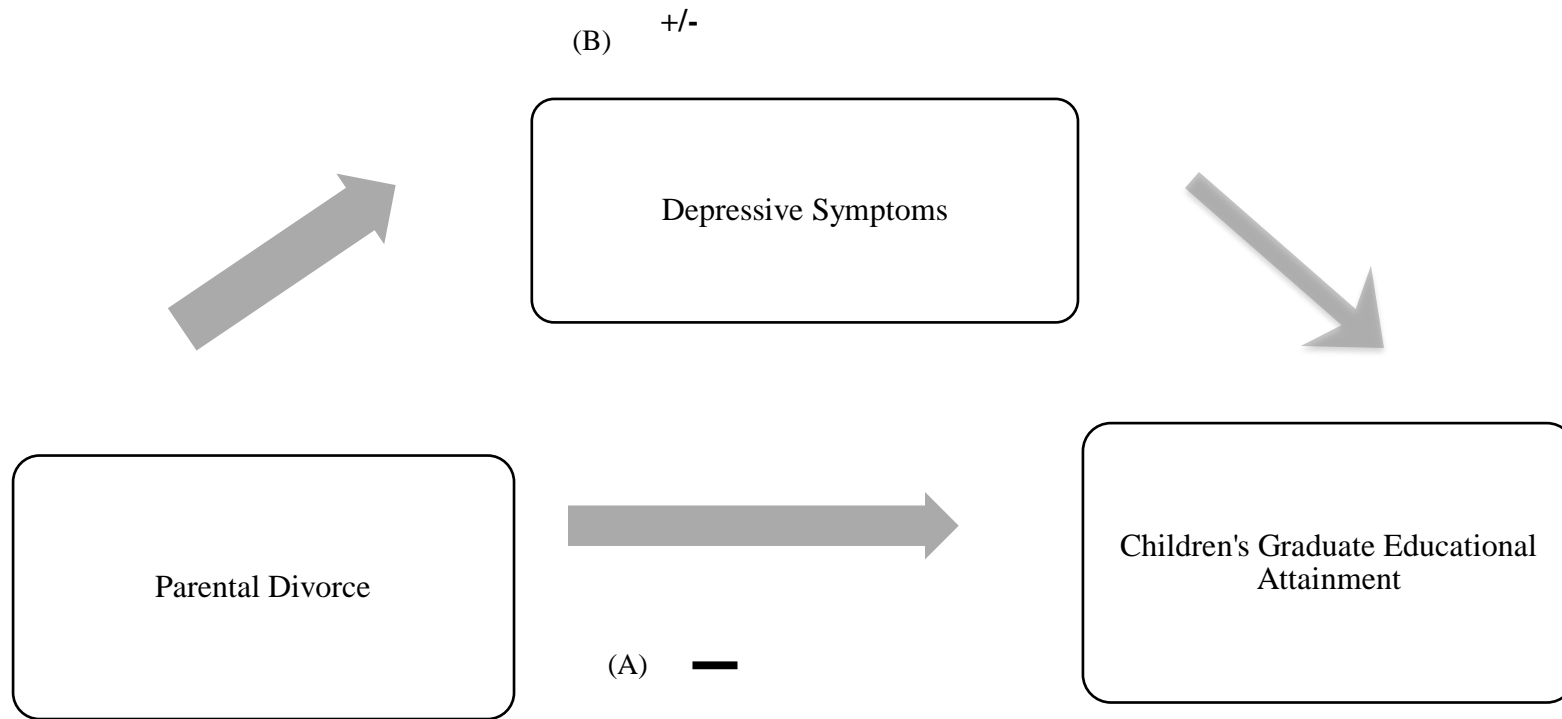 (B) +/-
Depressive Symptoms
Parental Divorce
Children's Graduate Educational
Attainment
(A) —